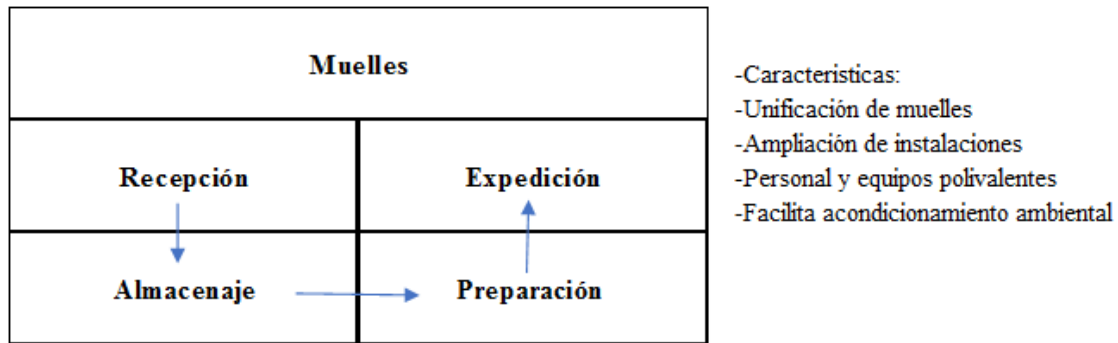 Muelles
Recepción
Expedición
Almacenaje
Preparación
-Caracteristicas:
-Unificación de muelles
-Ampliación de instalaciones
-Personal y equipos polivalentes
-Facilita acondicionamiento ambiental